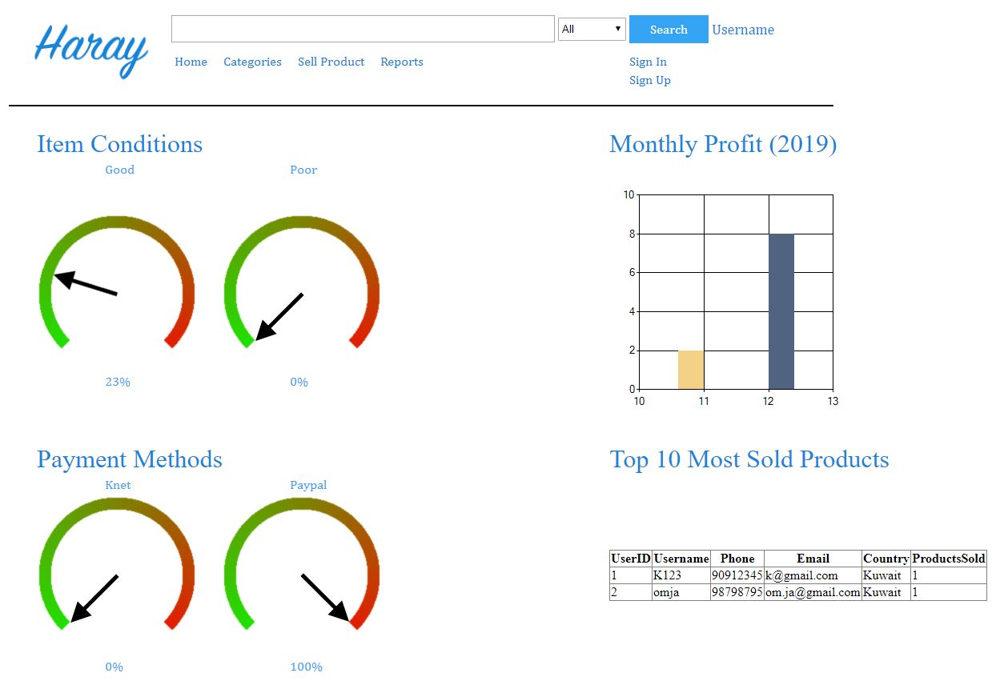 Haray
All
Search
Username
Home Categories Sell Product Reports
Sign In
Sign Up
Item Conditions
Good Poor
23% 0%
Monthly Profit (2019)
10
8
6
4
2
0
10 11 12 13
Payment Methods
Knet Paypal
0% 100%
Top 10 Most Sold Products
UserID Username Phone Email Country ProductsSold
1 K123 90912345 k@gmail.com Kuwait 1
2 omja 98798795 om.ja@gmail.com Kuwait 1